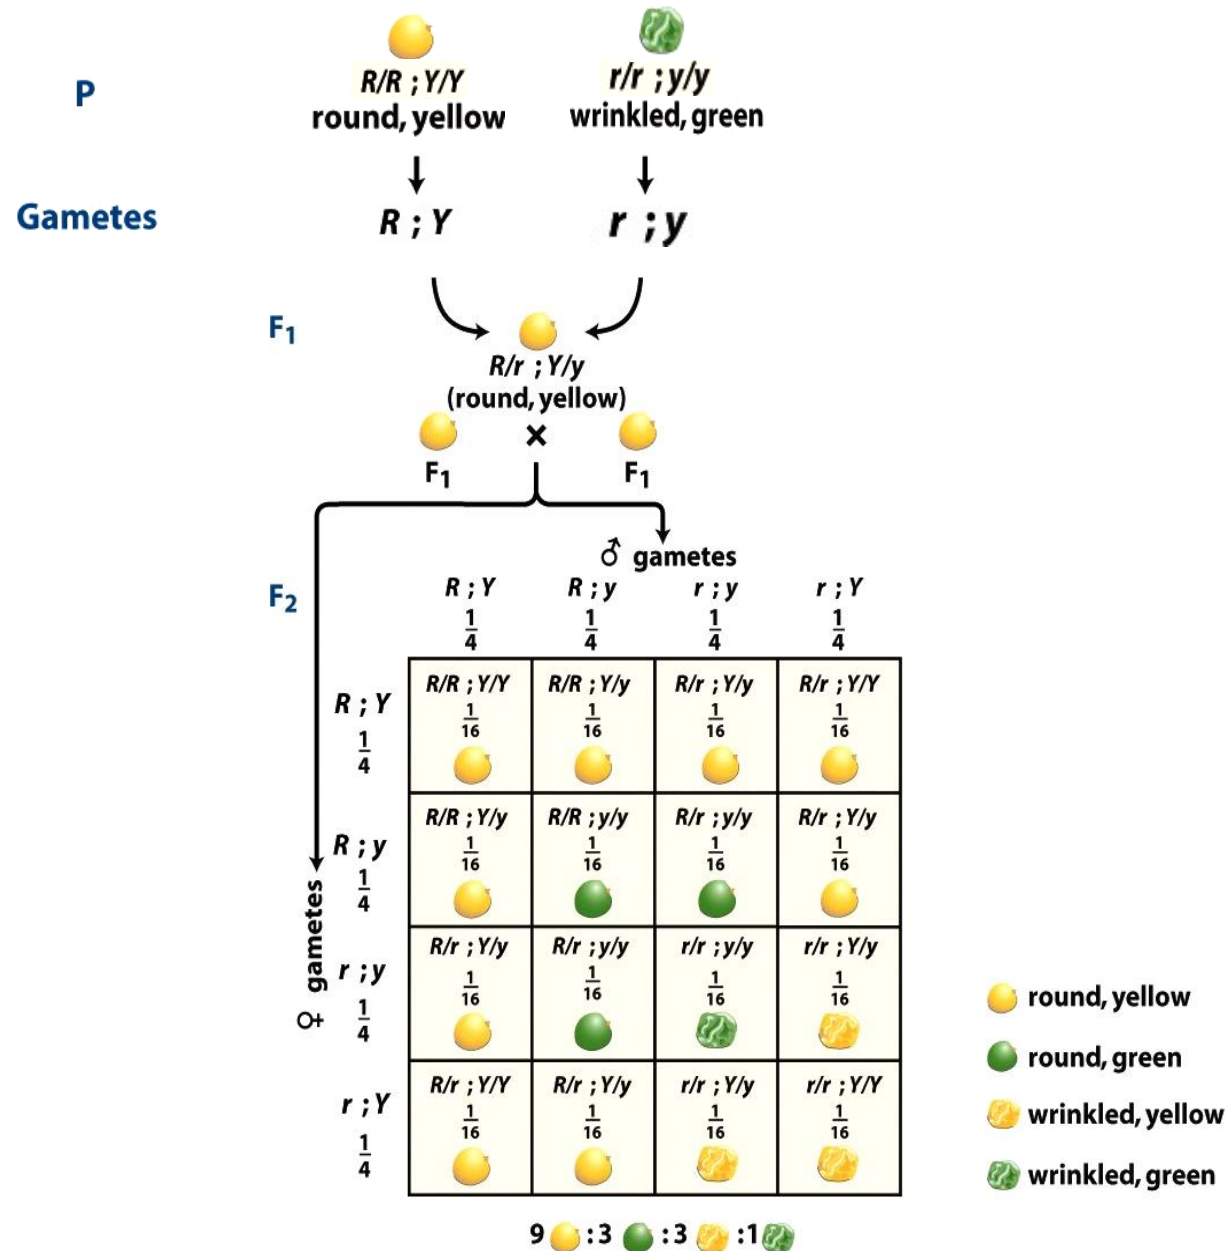 P
R/R ; Y/Y
round, yellow
r/r ; y/y
wrinkled, green
Gametes
R ; Y
r ; y
F1
R/r ; Y/y
(round, yellow)
×
F1
F1
F2
♂ gametes
R ; Y
R ; y
r ; y
r ; Y
1/4
1/4
1/4
1/4
♀ gametes
R ; Y
1/4
R/R ; Y/Y
1/16
R/R ; Y/y
1/16
R/r ; Y/y
1/16
R/r ; Y/Y
1/16
R ; y
1/4
R/R ; Y/y
1/16
R/R ; y/y
1/16
R/r ; y/y
1/16
R/r ; Y/y
1/16
r ; y
1/4
R/r ; Y/y
1/16
R/r ; y/y
1/16
r/r ; y/y
1/16
r/r ; Y/y
1/16
r ; Y
1/4
R/r ; Y/Y
1/16
R/r ; Y/y
1/16
r/r ; Y/y
1/16
r/r ; Y/Y
1/16
round, yellow
round, green
wrinkled, yellow
wrinkled, green
9 :3 :3 :1